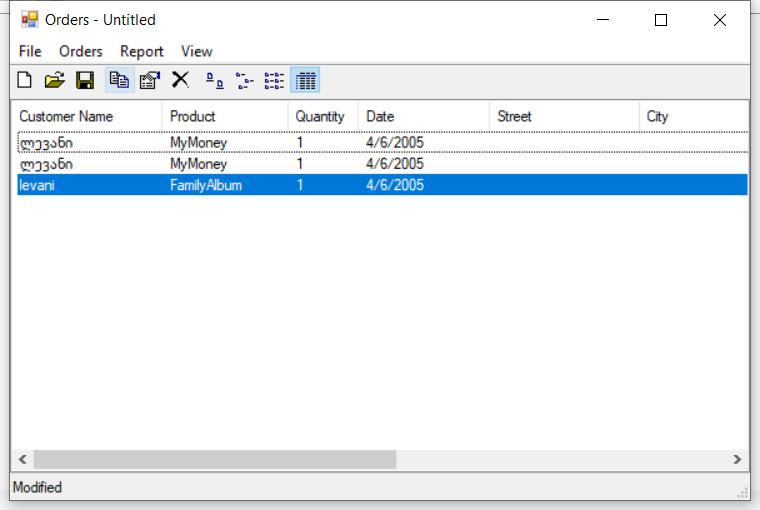 Orders - Untitled
File Orders Report View
Customer Name Product Quantity Date Street City
ლევანი MyMoney 1 4/6/2005
ლევანი MyMoney 1 4/6/2005
levani FamilyAlbum 1 4/6/2005
Modified